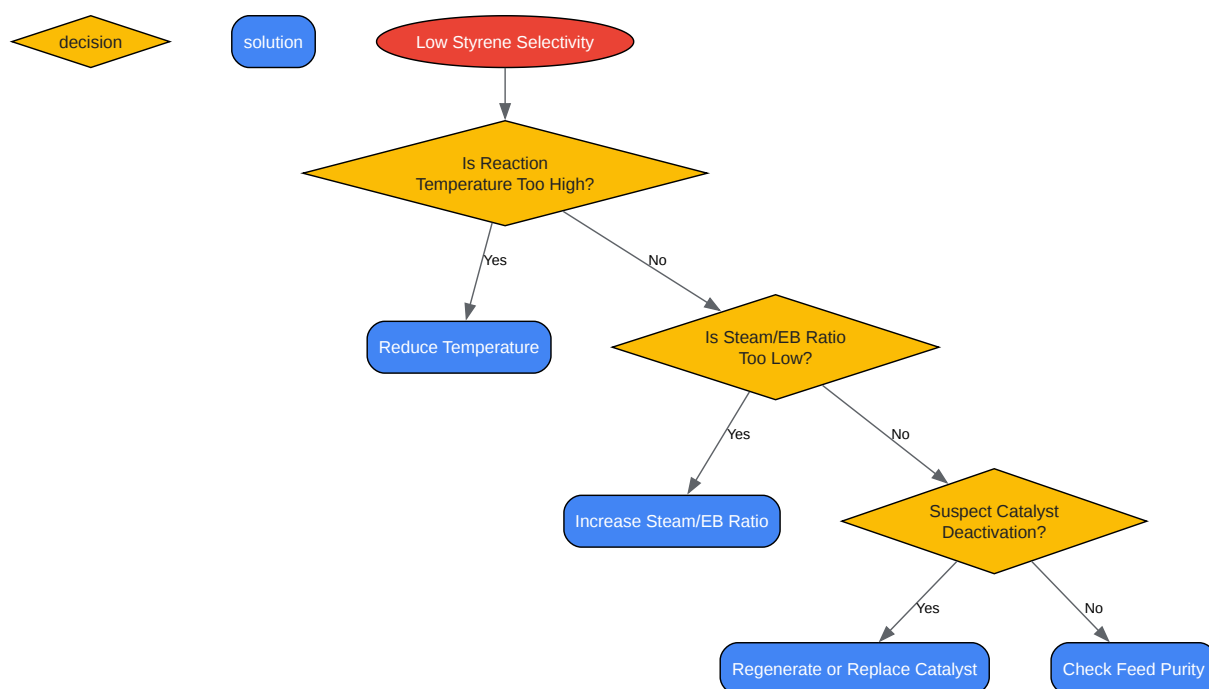 decision
solution
Low Styrene Selectivity
Is Reaction
Temperature Too High?
Yes
No
Reduce Temperature
Is Steam/EB Ratio
Too Low?
Yes
No
Increase Steam/EB Ratio
Suspect Catalyst
Deactivation?
Yes
No
Regenerate or Replace Catalyst
Check Feed Purity